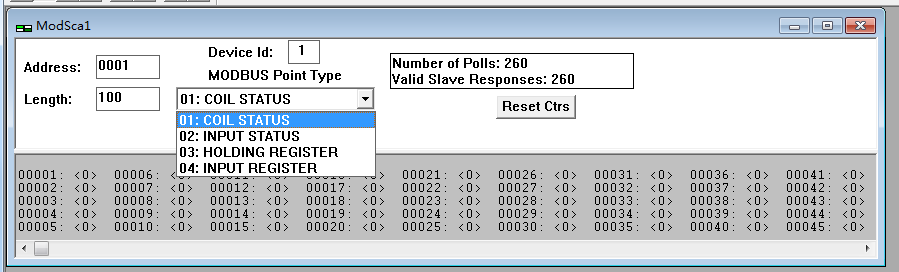 ModSca1
Device Id: 1
Address: 0001
MODBUS Point Type
Number of Polls: 260
Valid Slave Responses: 260
Length: 100
01: COIL STATUS
Reset Ctrs
01: COIL STATUS
02: INPUT STATUS
03: HOLDING REGISTER
04: INPUT REGISTER
00001: <0> 00006: <0> 00011: <0> 00016: <0> 00021: <0> 00026: <0> 00031: <0> 00036: <0> 00041: <0>
00002: <0> 00007: <0> 00012: <0> 00017: <0> 00022: <0> 00027: <0> 00032: <0> 00037: <0> 00042: <0>
00003: <0> 00008: <0> 00013: <0> 00018: <0> 00023: <0> 00028: <0> 00033: <0> 00038: <0> 00043: <0>
00004: <0> 00009: <0> 00014: <0> 00019: <0> 00024: <0> 00029: <0> 00034: <0> 00039: <0> 00044: <0>
00005: <0> 00010: <0> 00015: <0> 00020: <0> 00025: <0> 00030: <0> 00035: <0> 00040: <0> 00045: <0>